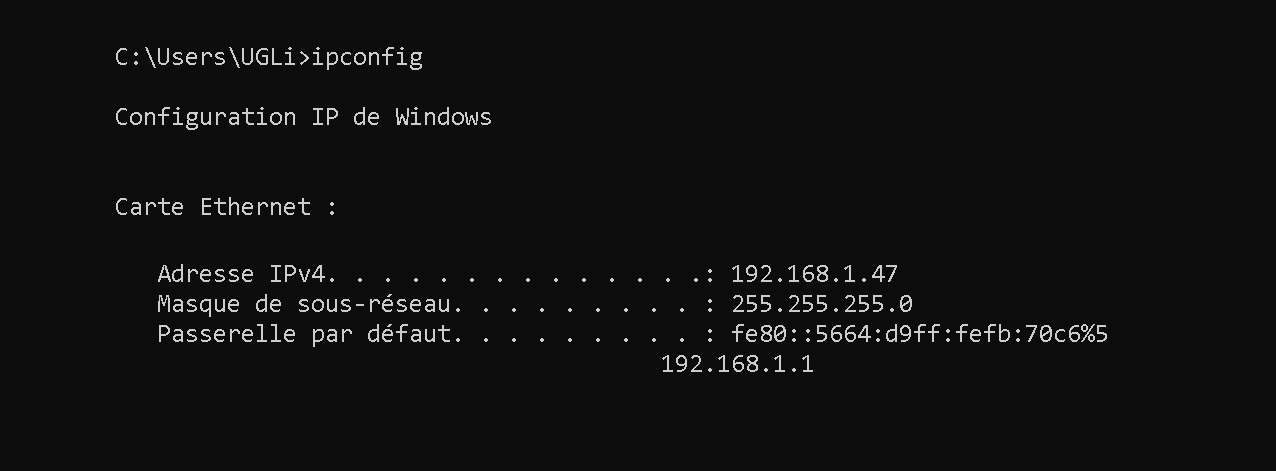 C:\Users\UGLi>ipconfig
Configuration IP de Windows
Carte Ethernet :
Adresse IPv4. . . . . . . . . . . . . .: 192.168.1.47
Masque de sous-réseau. . . . . . . . . : 255.255.255.0
Passerelle par défaut. . . . . . . . . : fe80::5664:d9ff:fefb:70c6%5
192.168.1.1